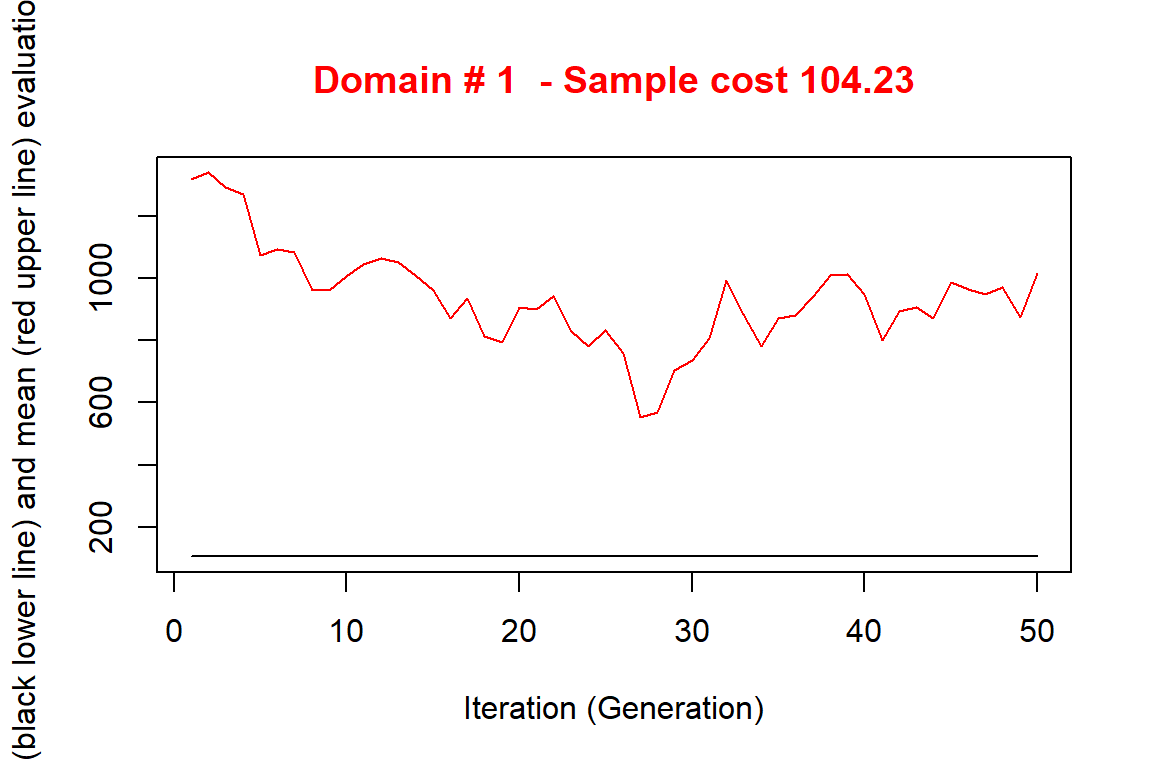 Domain # 1  - Sample cost 104.23
(black lower line) and mean (red upper line) evaluatio
1000
600
200
0 10 20 30 40 50
Iteration (Generation)